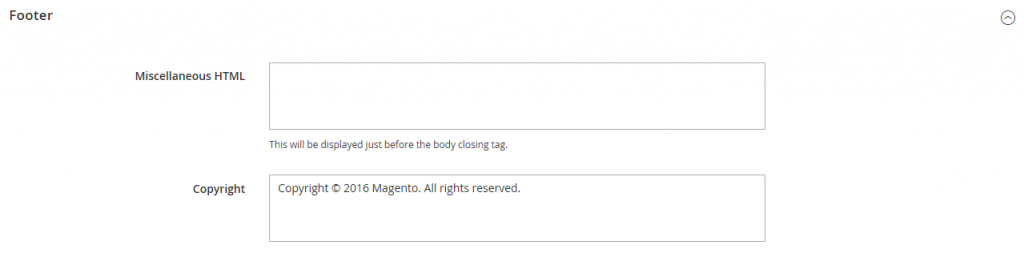 Footer
Miscellaneous HTML
This will be displayed just before the body closing tag.
Copyright
Copyright © 2016 Magento. All rights reserved.